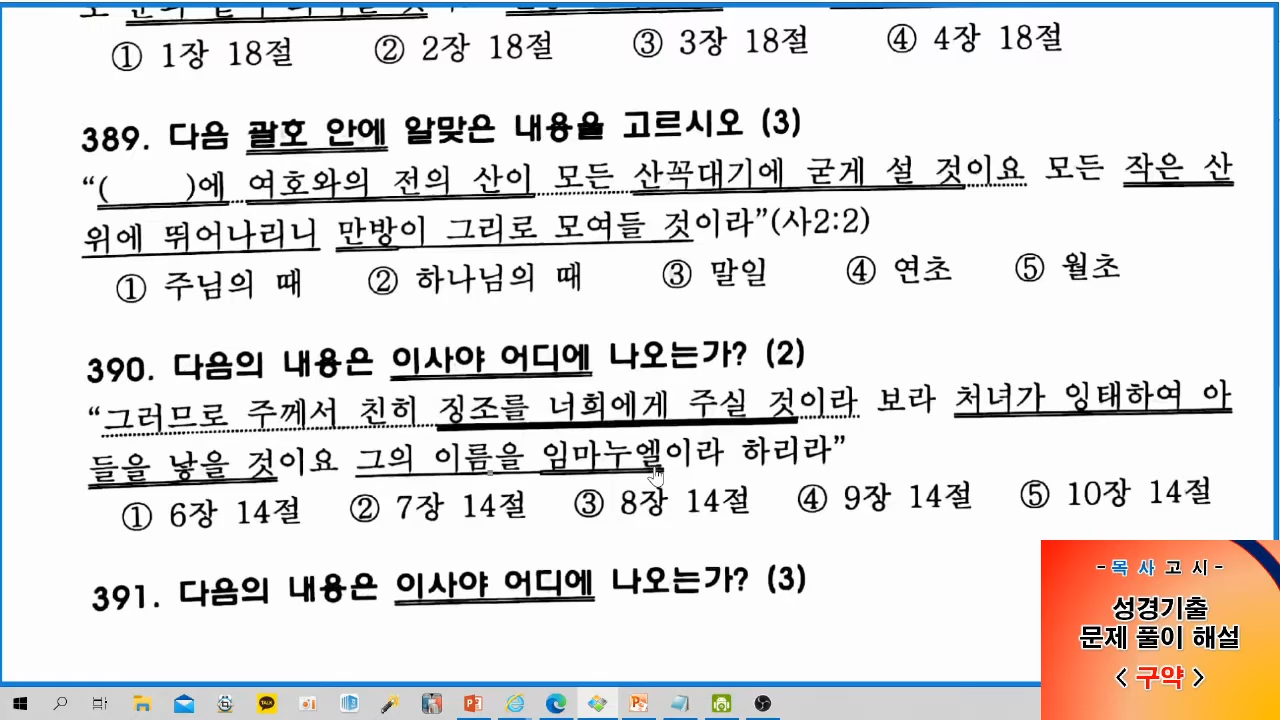 ① 1장 18절 ② 2장 18절 ③ 3장 18절 ④ 4장 18절
389. 다음 괄호 안에 알맞은 내용을 고르시오 (3)
“( )에 여호와의 전의 산이 모든 산꼭대기에 굳게 설 것이요 모든 작은 산
위에 뛰어나리니 만방이 그리로 모여들 것이라”(사2:2)
① 주님의 때 ② 하나님의 때 ③ 말일 ④ 연초 ⑤ 월초
390. 다음의 내용은 이사야 어디에 나오는가? (2)
“그러므로 주께서 친히 징조를 너희에게 주실 것이라 보라 처녀가 잉태하여 아
들을 낳을 것이요 그의 이름을 임마누엘이라 하리라”
① 6장 14절 ② 7장 14절 ③ 8장 14절 ④ 9장 14절 ⑤ 10장 14절
391. 다음의 내용은 이사야 어디에 나오는가? (3)
-목사고시-
성경기출
문제 풀이 해설
< 구약 >